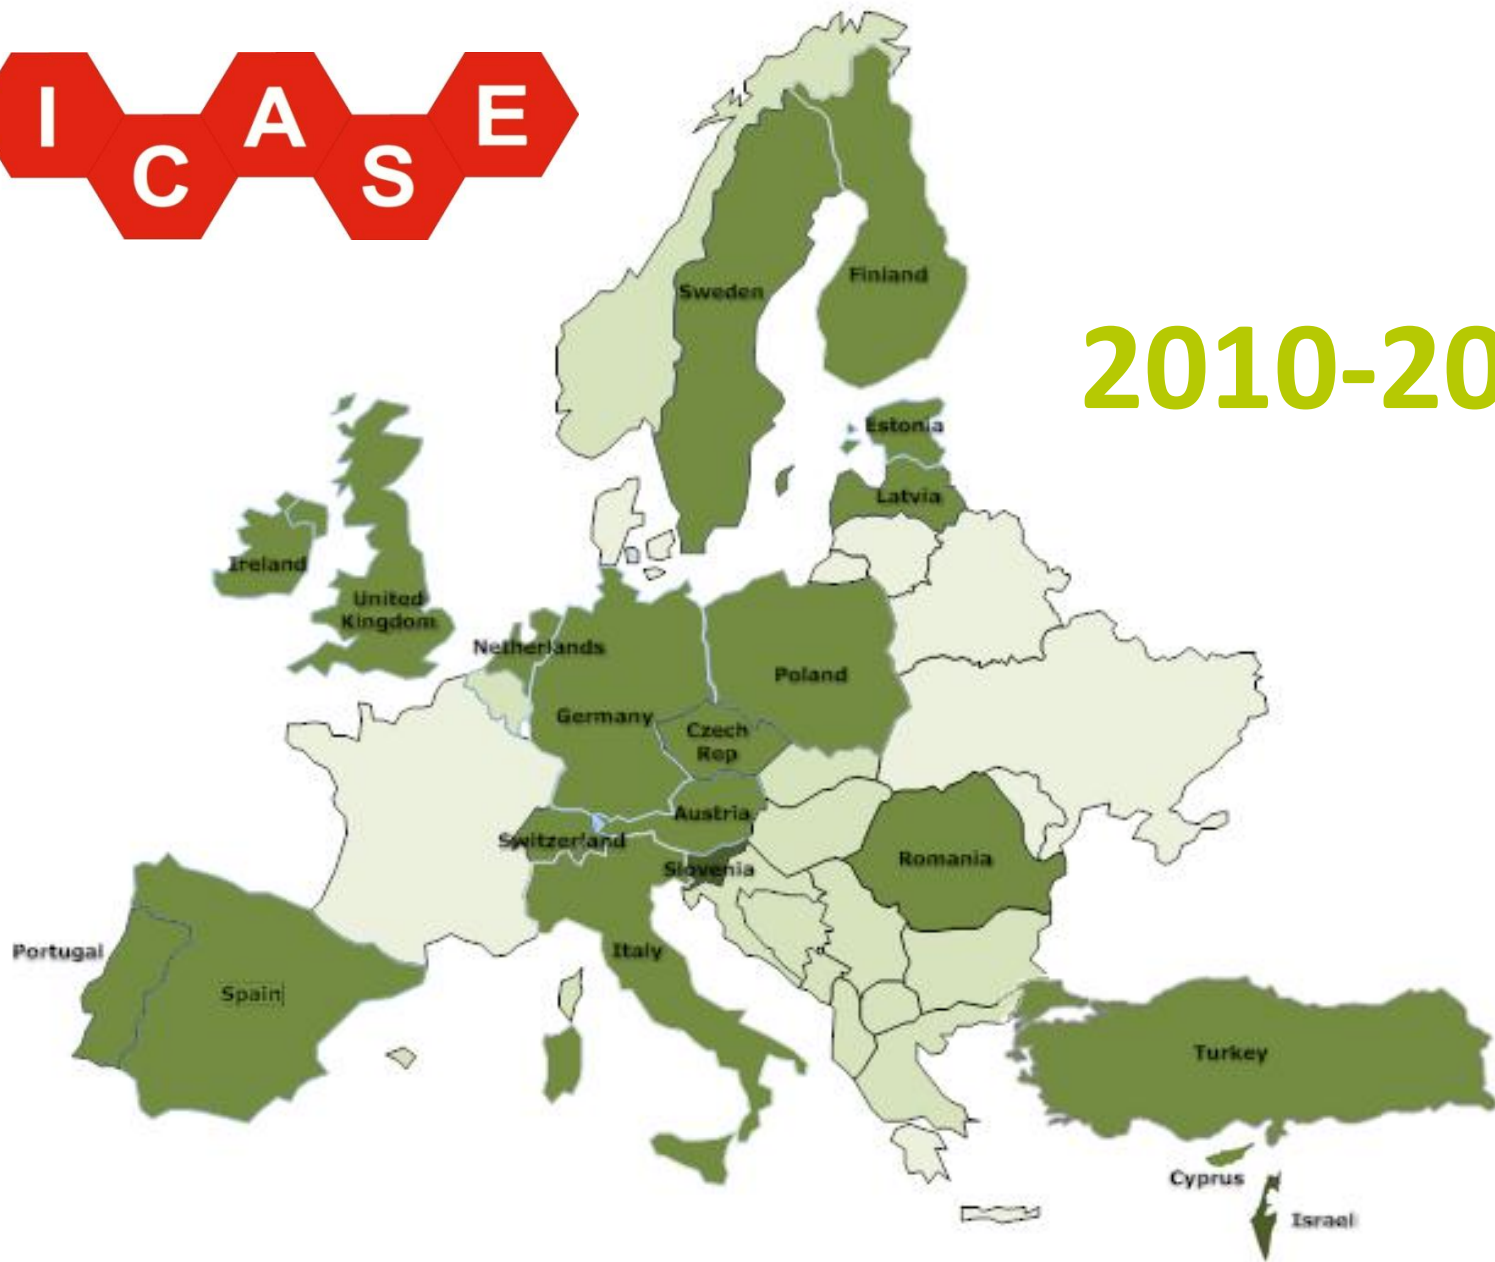 ICASE
Sweden
Finland
2010-20
Estonia
Latvia
Ireland
United
Kingdom
Netherlands
Poland
Germany
Czech
Rep
Austria
Switzerland
Slovenia
Romania
Portugal
Italy
Spain
Turkey
Cyprus
Israel